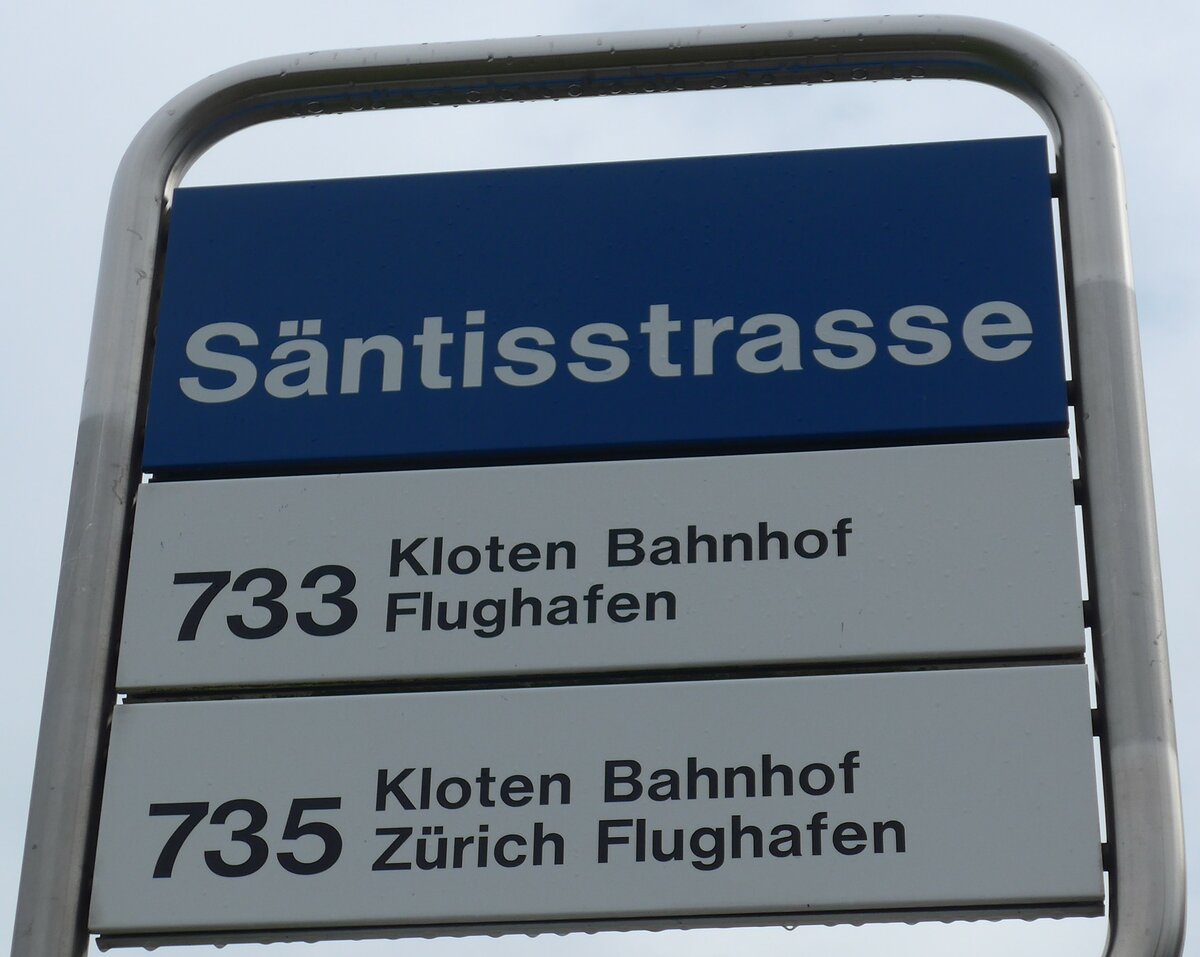 Säntisstrasse
733 Kloten Bahnhof
Flughafen
735 Kloten Bahnhof
Zürich Flughafen